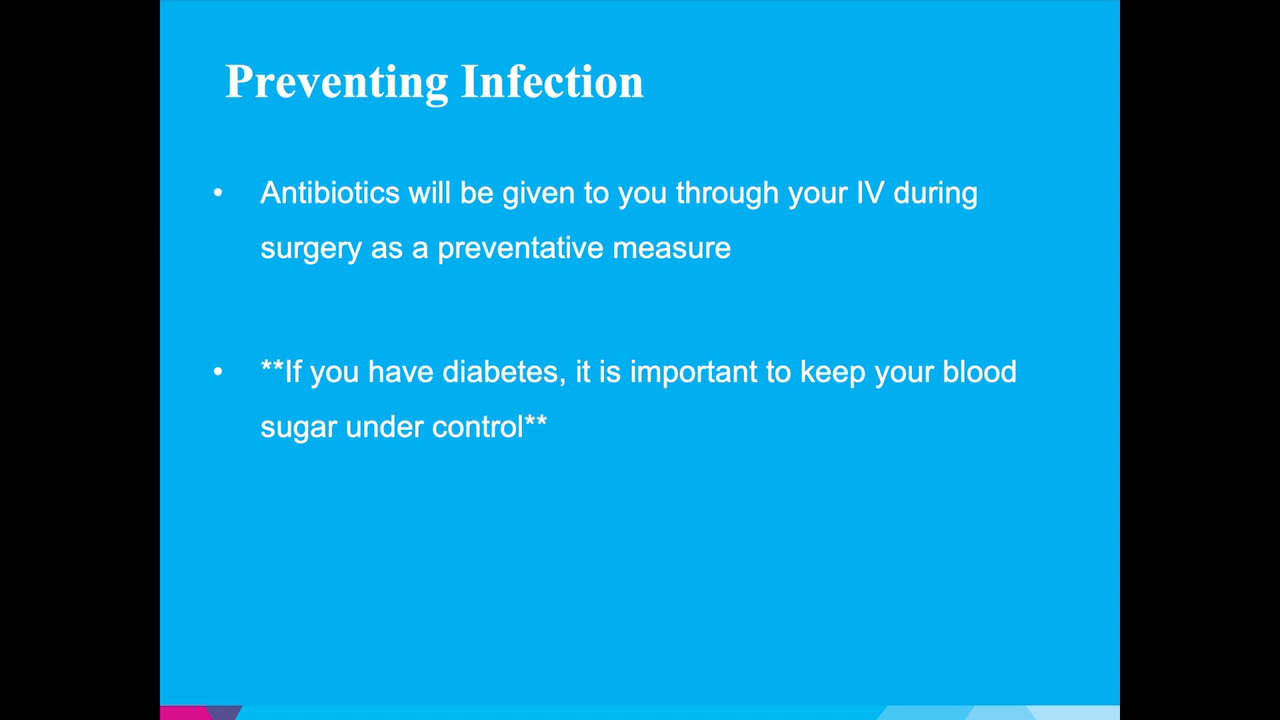 Preventing Infection
• Antibiotics will be given to you through your IV during
surgery as a preventative measure
• **If you have diabetes, it is important to keep your blood
sugar under control**